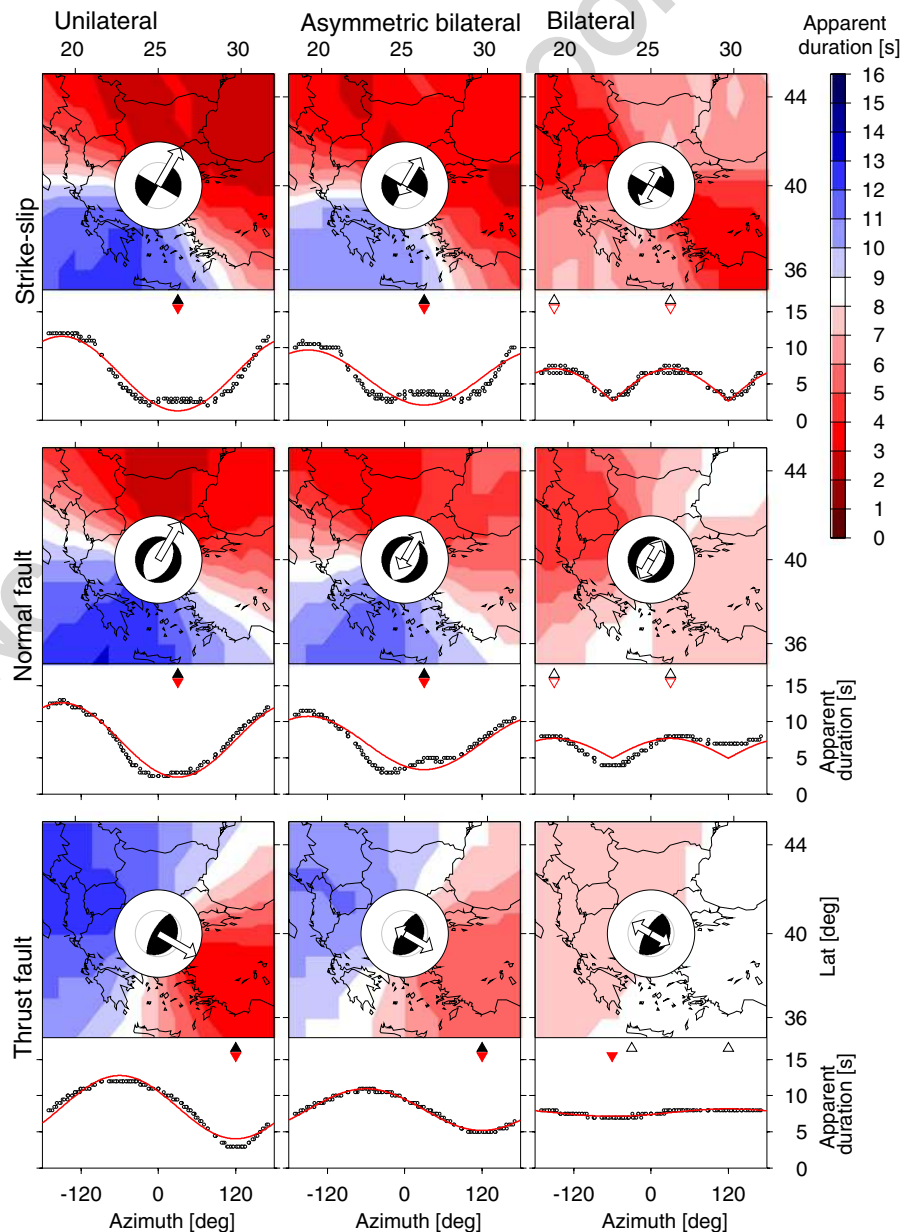 Unilateral
Asymmetric bilateral
Bilateral
Apparent
duration [s]
20 25 30
20 25 30
20 25 30
16
15
14
13
12
11
10
9
8
7
6
5
4
3
2
1
0
Strike-slip
44
40
36
15
10
5
0
Normal fault
44
40
36
15
10
5
0
Apparent
duration [s]
Thrust fault
44
40
36
Lat [deg]
15
10
5
0
Apparent
duration [s]
-120 0 120
-120 0 120
-120 0 120
Azimuth [deg]
Azimuth [deg]
Azimuth [deg]